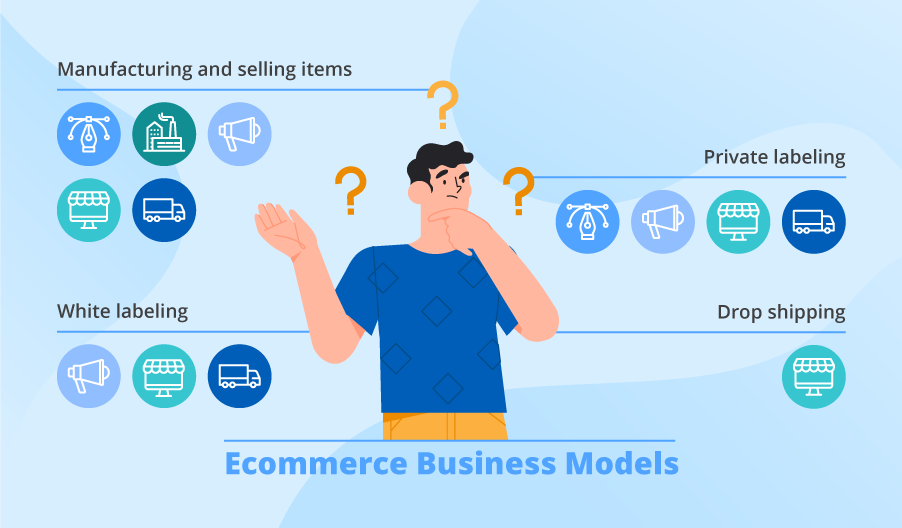 Manufacturing and selling items
?
Private labeling
?
?
White labeling
Drop shipping
Ecommerce Business Models